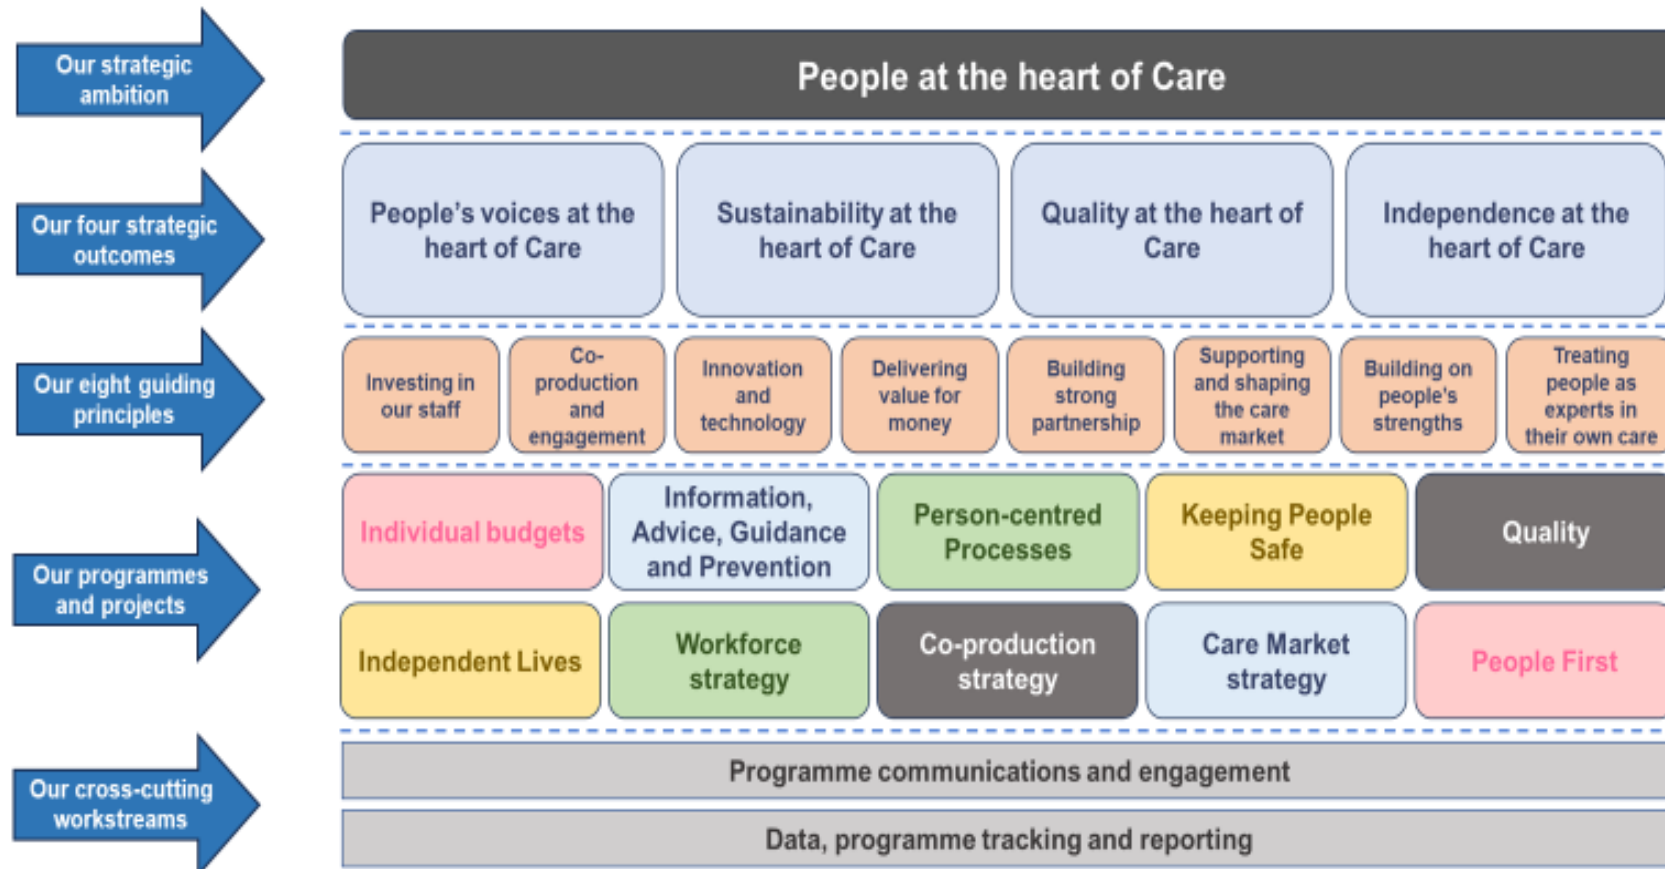 Our strategic
ambition
People at the heart of Care
Our four strategic
outcomes
People's voices at the
heart of Care
Sustainability at the
heart of Care
Quality at the heart of
Care
Independence at the
heart of Care
Our eight guiding
principles
Investing in
our staff
Co-
production
and
engagement
Innovation
and
technology
Delivering
value for
money
Building
strong
partnership
Supporting
and shaping
the care
market
Building on
people's
strengths
Treating
people as
experts in
their own care
Our programmes
and projects
Individual budgets
Information,
Advice, Guidance
and Prevention
Person-centred
Processes
Keeping People
Safe
Quality
Independent Lives
Workforce
strategy
Co-production
strategy
Care Market
strategy
People First
Our cross-cutting
workstreams
Programme communications and engagement
Data, programme tracking and reporting